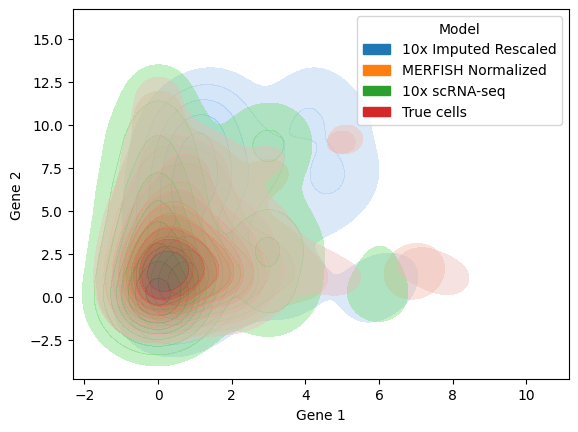 Model
10x Imputed Rescaled
MERFISH Normalized
10x scRNA-seq
True cells
15.0
12.5
10.0
7.5
5.0
2.5
0.0
−2.5
Gene 2
−2
0
2
4
6
8
10
Gene 1